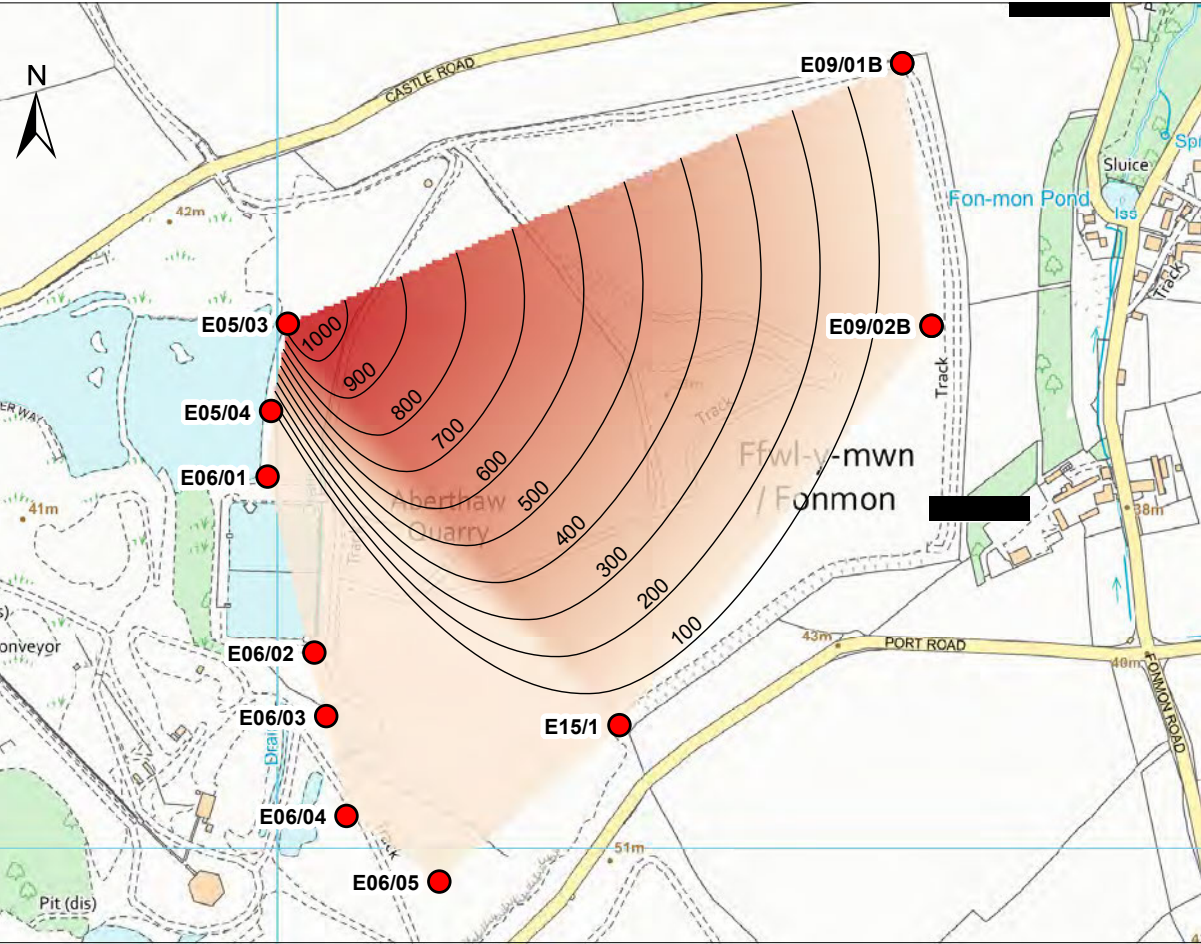 N
CASTLE ROAD
E09/01B
Sluice
Fon-mon Pond
Iss
42m
Track
E05/03
1000
E09/02B
900
Track
E05/04
800
Track
700
E06/01
600
Ffwl-y-mwn
/ Fonmon
Aberthaw
Quarry
500
41m
38m
400
Track
300
200
100
E06/02
43m
PORT ROAD
40m
FONMON ROAD
E06/03
E15/1
Drain
E06/04
Track
51m
E06/05
Pit (dis)